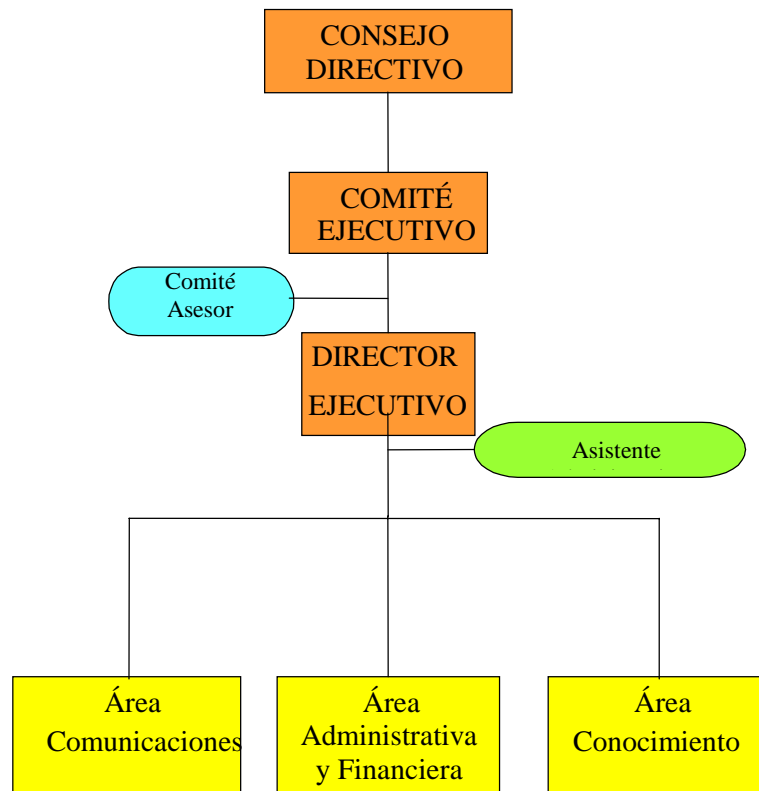 CONSEJO
DIRECTIVO
COMITÉ
EJECUTIVO
Comité
Asesor
DIRECTOR
EJECUTIVO
Asistente
Área
Comunicaciones
Área
Administrativa
y Financiera
Área
Conocimiento